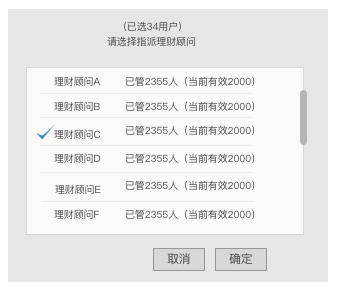 (已选34用户)
请选择指派理财顾问
理财顾问A 已管2355人（当前有效2000）
理财顾问B 已管2355人（当前有效2000）
理财顾问C 已管2355人（当前有效2000）
理财顾问D 已管2355人（当前有效2000）
理财顾问E 已管2355人（当前有效2000）
理财顾问F 已管2355人（当前有效2000）
取消 确定